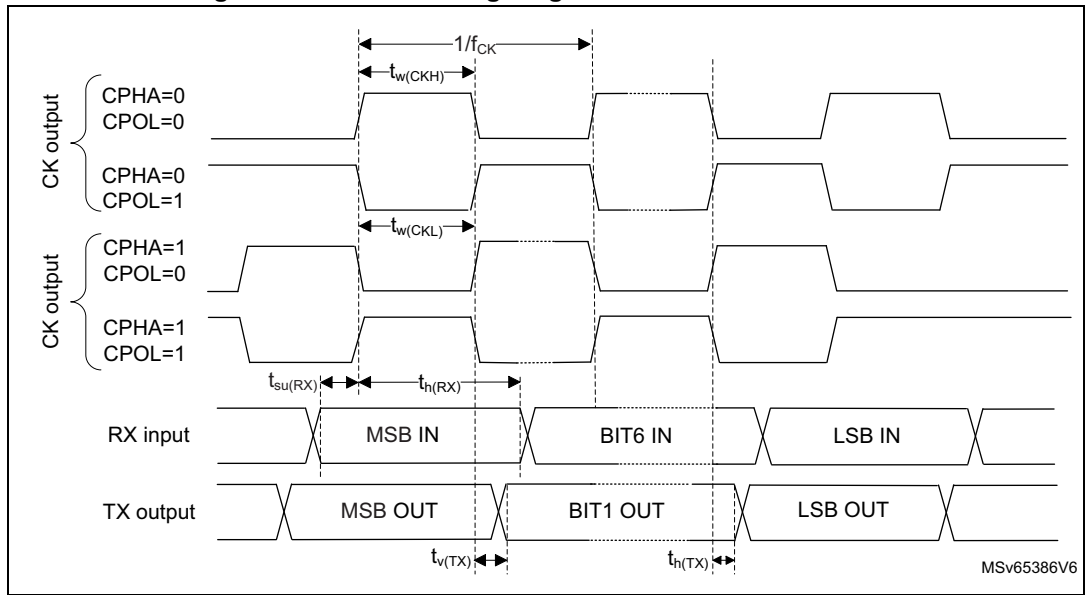 1/fCK
tw(CKH)
CK output
CPHA=0
CPOL=0
CPHA=0
CPOL=1
tw(CKL)
CK output
CPHA=1
CPOL=0
CPHA=1
CPOL=1
tsu(RX)
th(RX)
RX input
MSB IN
BIT6 IN
LSB IN
TX output
MSB OUT
BIT1 OUT
LSB OUT
tv(TX)
th(TX)
MSv65386V6